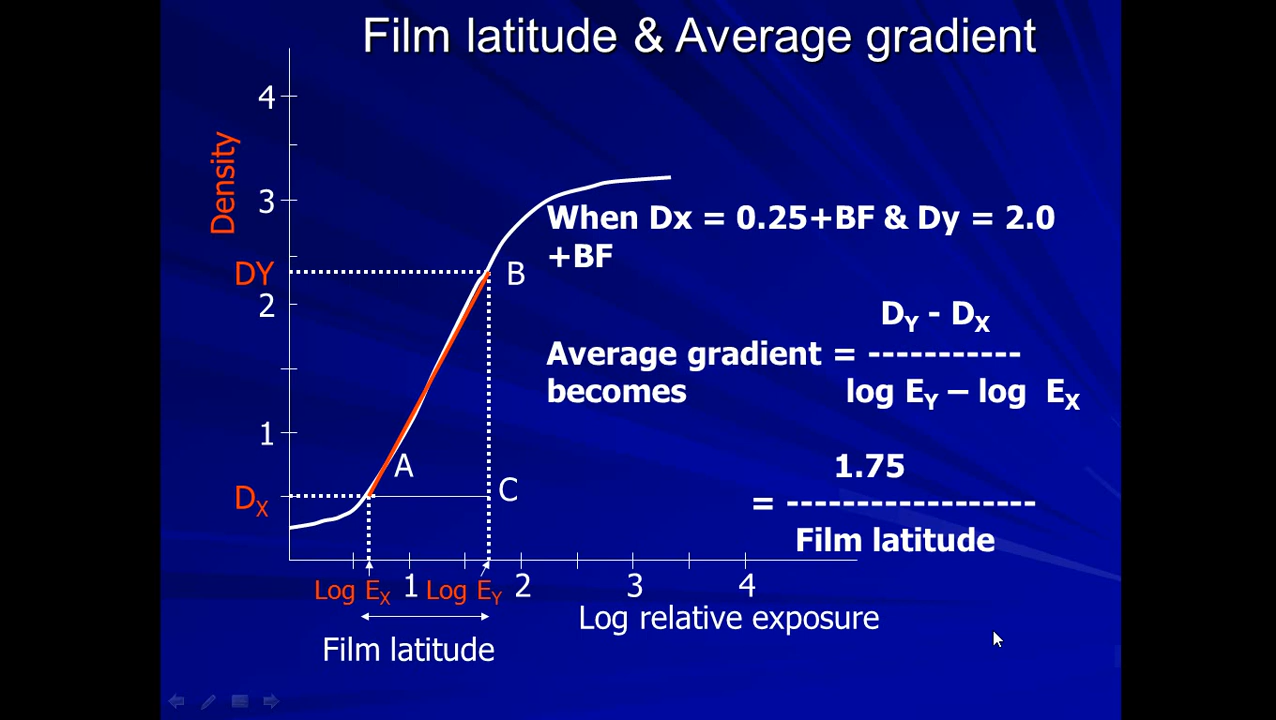 Film latitude & Average gradient
4
Density
3
When Dx = 0.25+BF & Dy = 2.0
+BF
DY
B
2
DY - DX
Average gradient = -----------
becomes
log EY – log EX
1
A
1.75
DX
C
= ------------------
Film latitude
Log EX 1 Log EY 2 3 4
Log relative exposure
Film latitude